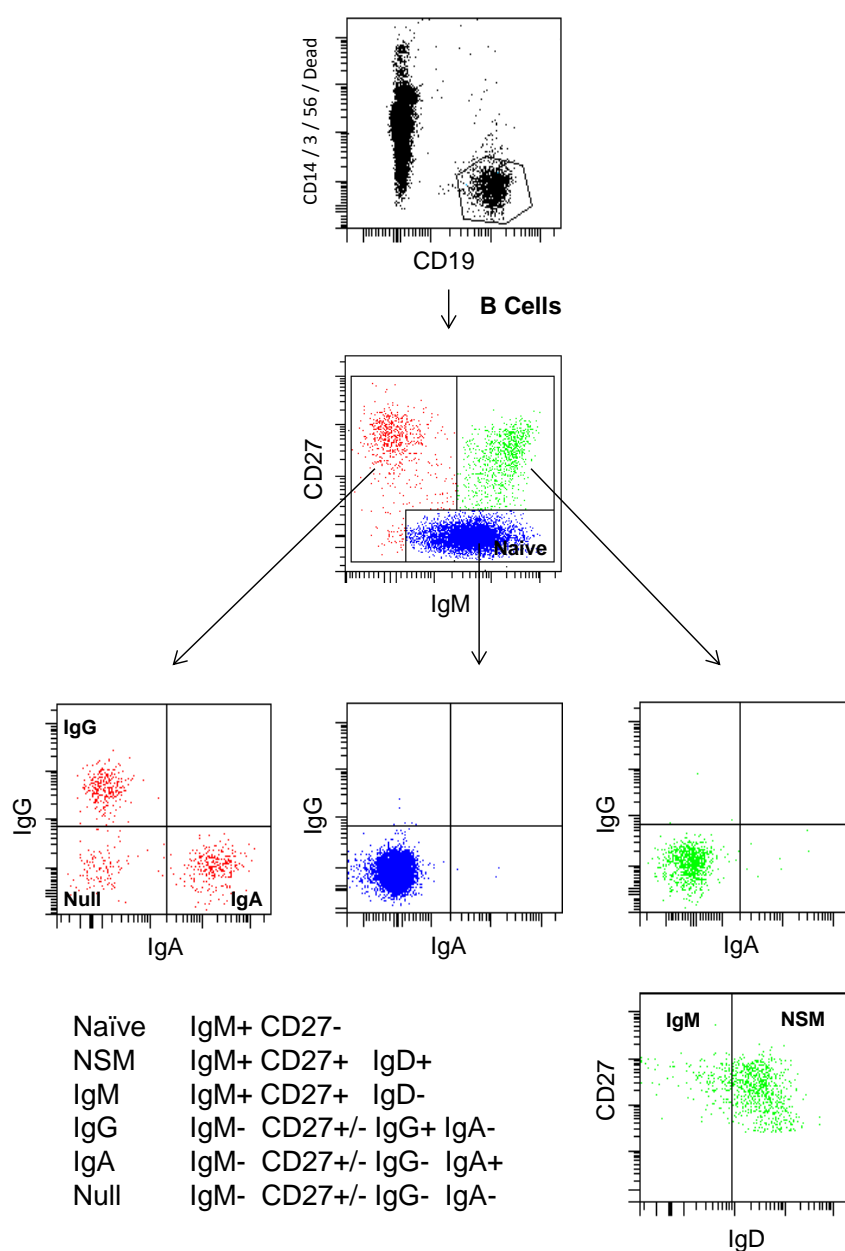 CD14 / 3 / 56 / Dead
CD19
B Cells
CD27
Naïve
IgM
IgG
IgG
Null
IgA
IgA
IgG
IgA
IgG
IgA
IgM
NSM
CD27
IgD
Naïve IgM+ CD27-
NSM IgM+ CD27+ IgD+
IgM IgM+ CD27+ IgD-
IgG IgM- CD27+/- IgG+ IgA-
IgA IgM- CD27+/- IgG- IgA+
Null IgM- CD27+/- IgG- IgA-